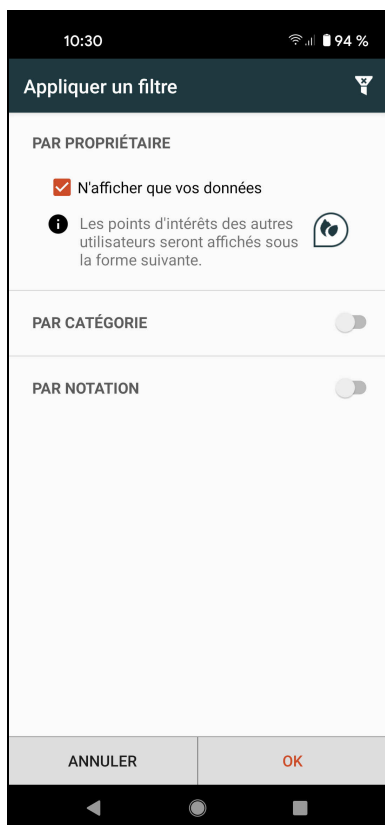 10:30
94 %
Appliquer un filtre
PAR PROPRIÉTAIRE
N'afficher que vos données
Les points d'intérêts des autres
utilisateurs seront affichés sous
la forme suivante.
PAR CATÉGORIE
PAR NOTATION
ANNULER
OK